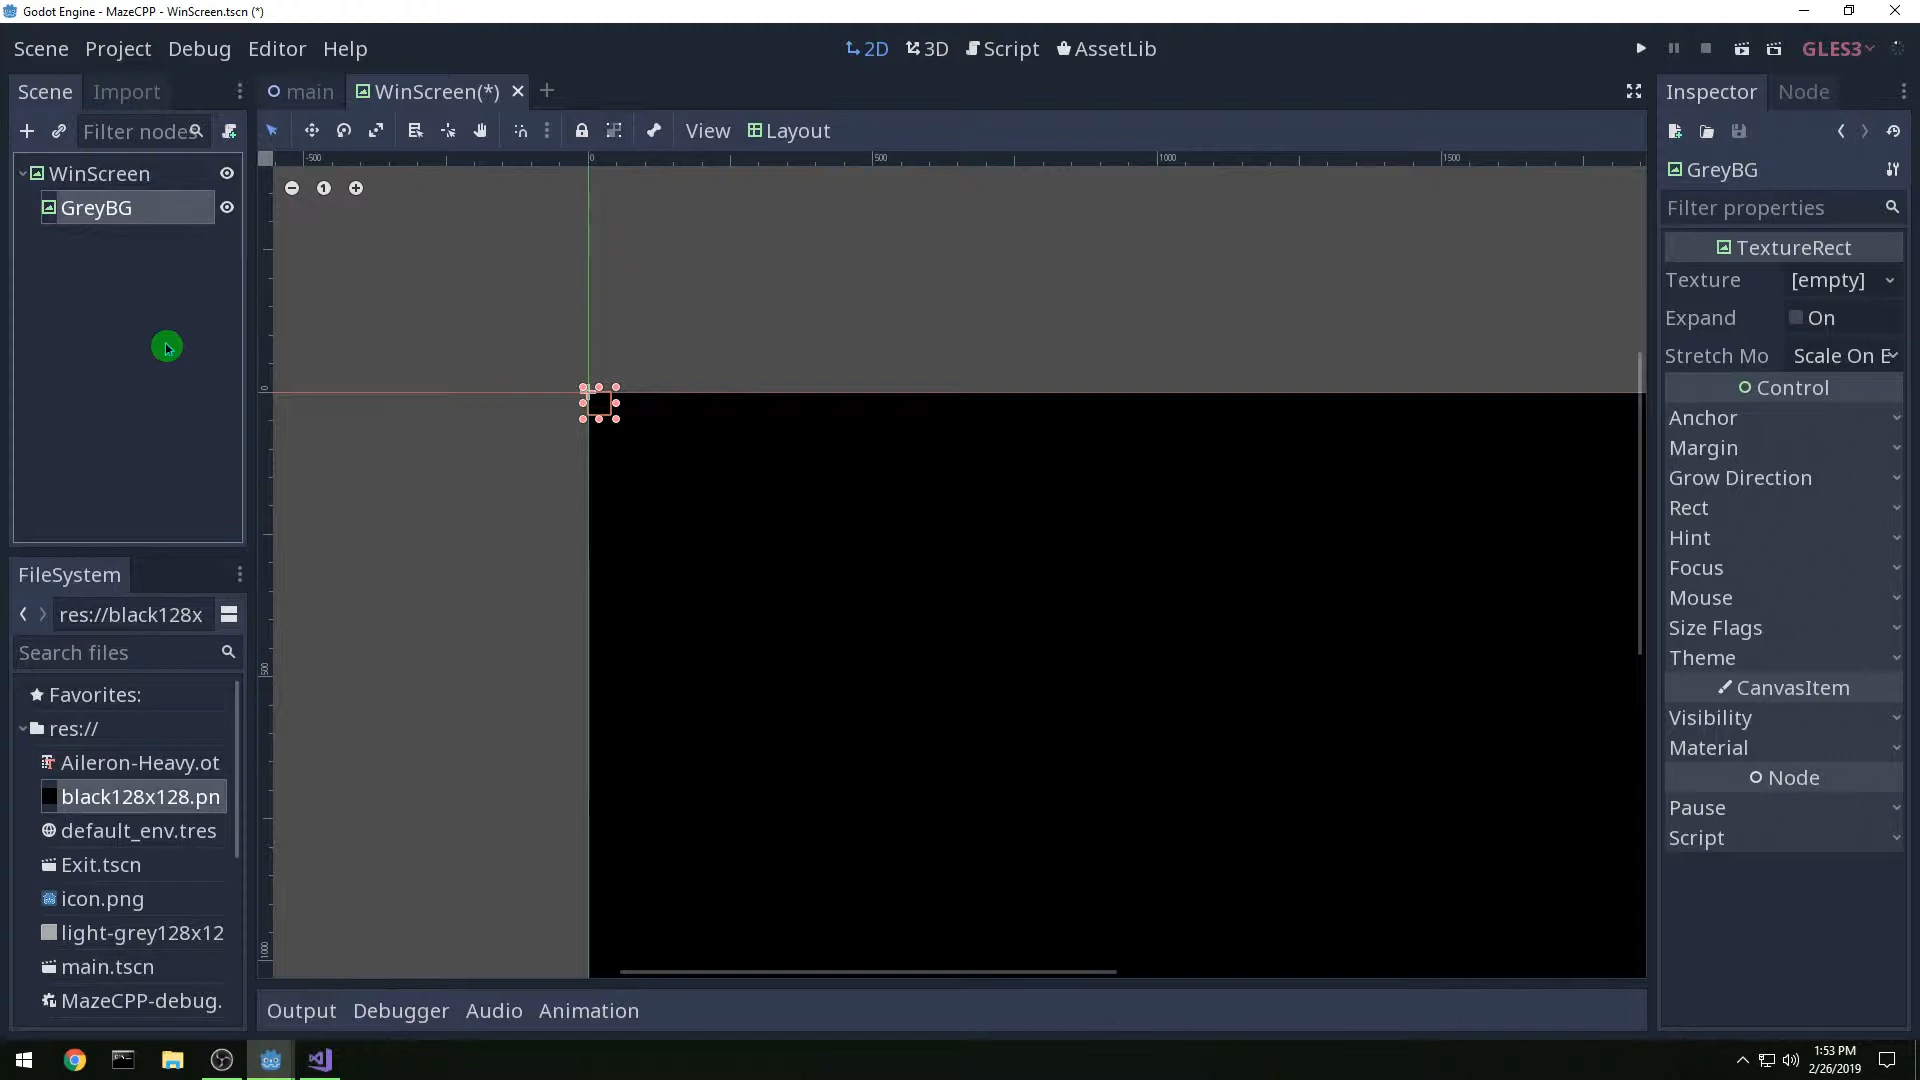 Godot Engine - MazeCPP - WinScreen.tscn (*)
Scene Project Debug Editor Help
2D 3D Script AssetLib
GLES3
Scene Import
main WinScreen(*)
Inspector Node
Filter nodes
View Layout
-500 0 500 1000 1500
WinScreen
GreyBG
1
0
500
1000
GreyBG
Filter properties
TextureRect
Texture [empty]
Expand On
Stretch Mo Scale On E
Control
Anchor
Margin
Grow Direction
Rect
Hint
Focus
Mouse
Size Flags
Theme
CanvasItem
Visibility
Material
Node
Pause
Script
FileSystem
res://black128x
Search files
Favorites:
res://
Aileron-Heavy.ot
black128x128.pn
default_env.tres
Exit.tscn
icon.png
light-grey128x12
main.tscn
MazeCPP-debug.
Output Debugger Audio Animation
1:53 PM
2/26/2019